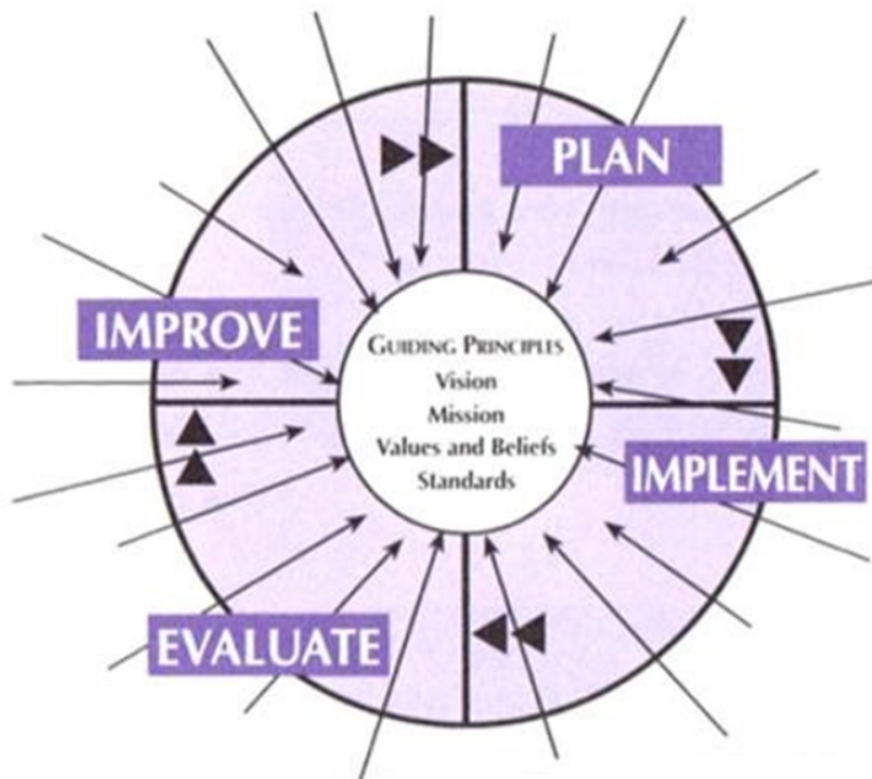 PLAN
IMPROVE
GUIDING PRINCIPLES
Vision
Mission
Values and Beliefs
Standards
IMPLEMENT
EVALUATE